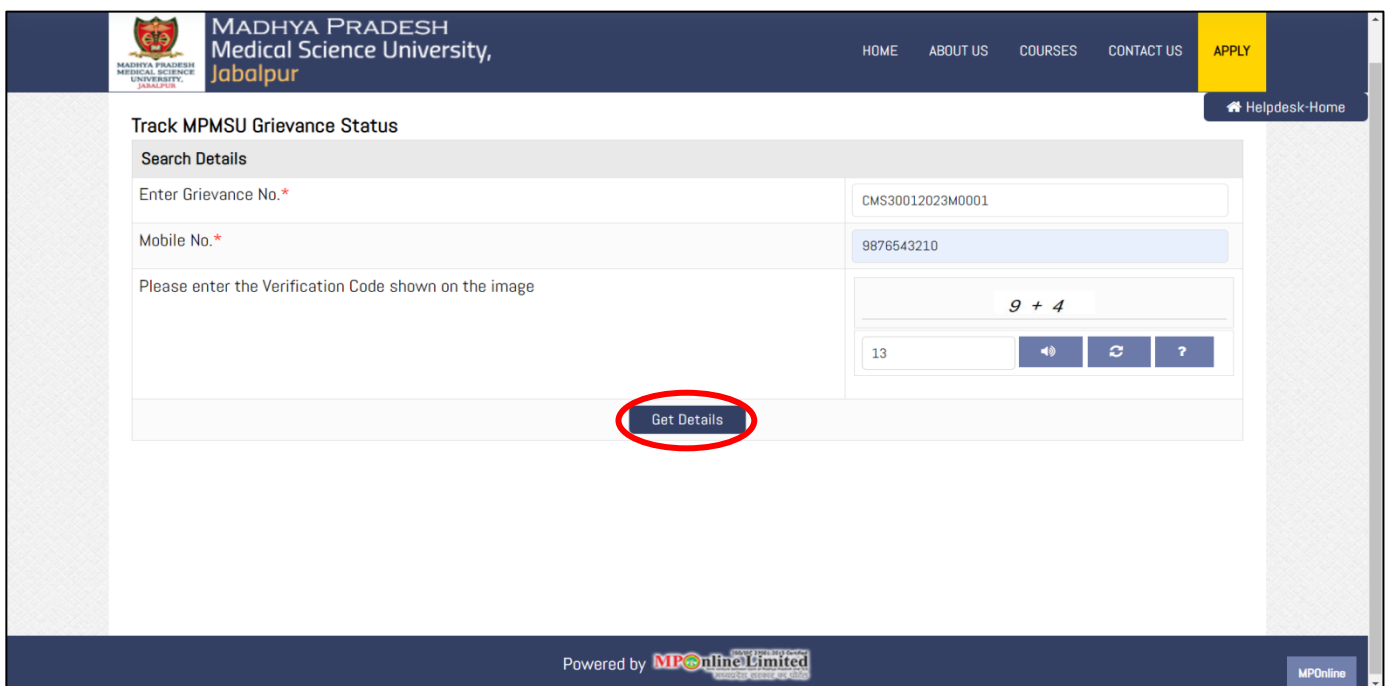 MADHYA PRADESH
Medical Science University,
Jabalpur
MADHYA PRADESH
MEDICAL SCIENCE
UNIVERSITY,
JABALPUR
HOME ABOUT US COURSES CONTACT US APPLY
Helpdesk-Home
Track MPMSU Grievance Status
Search Details
Enter Grievance No.*
CMS30012023M0001
Mobile No.*
9876543210
Please enter the Verification Code shown on the image
9 + 4
13
?
Get Details
Powered by MPOnline Limited
MPOnline